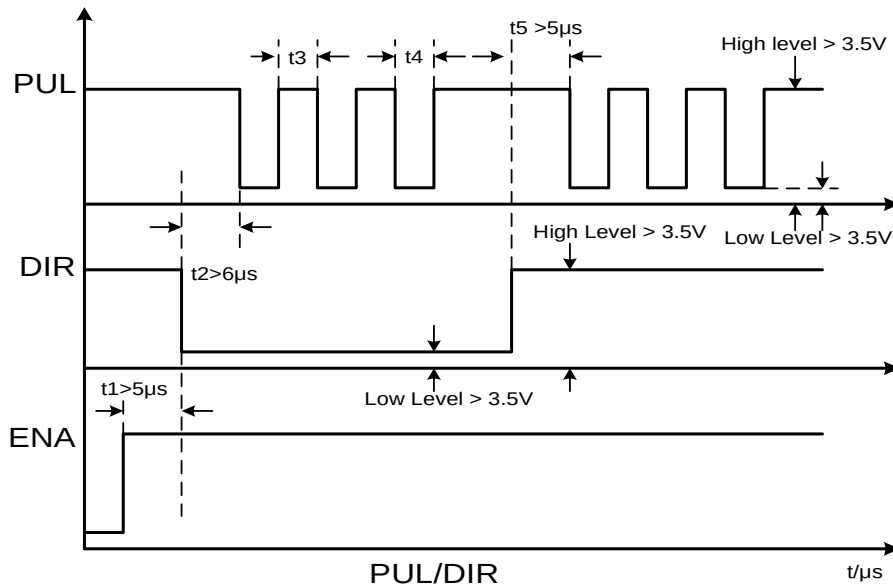 t5 >5μs
High level > 3.5V
t3
t4
PUL
High Level > 3.5V
Low Level > 3.5V
DIR
t2>6μs
t1>5μs
Low Level > 3.5V
ENA
PUL/DIR
t/μs